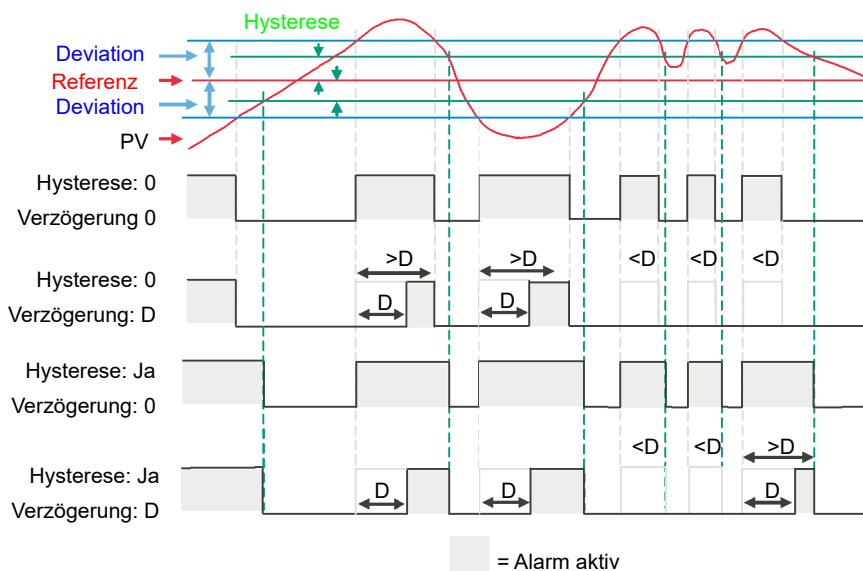 Hysterese
Deviation
Referenz
Deviation
PV
Hysterese: 0
Verzögerung 0
Hysterese: 0
>D
>D
<D
<D
<D
D
D
Verzögerung: D
Hysterese: Ja
Verzögerung: 0
<D
<D
>D
Hysterese: Ja
D
D
D
Verzögerung: D
= Alarm aktiv